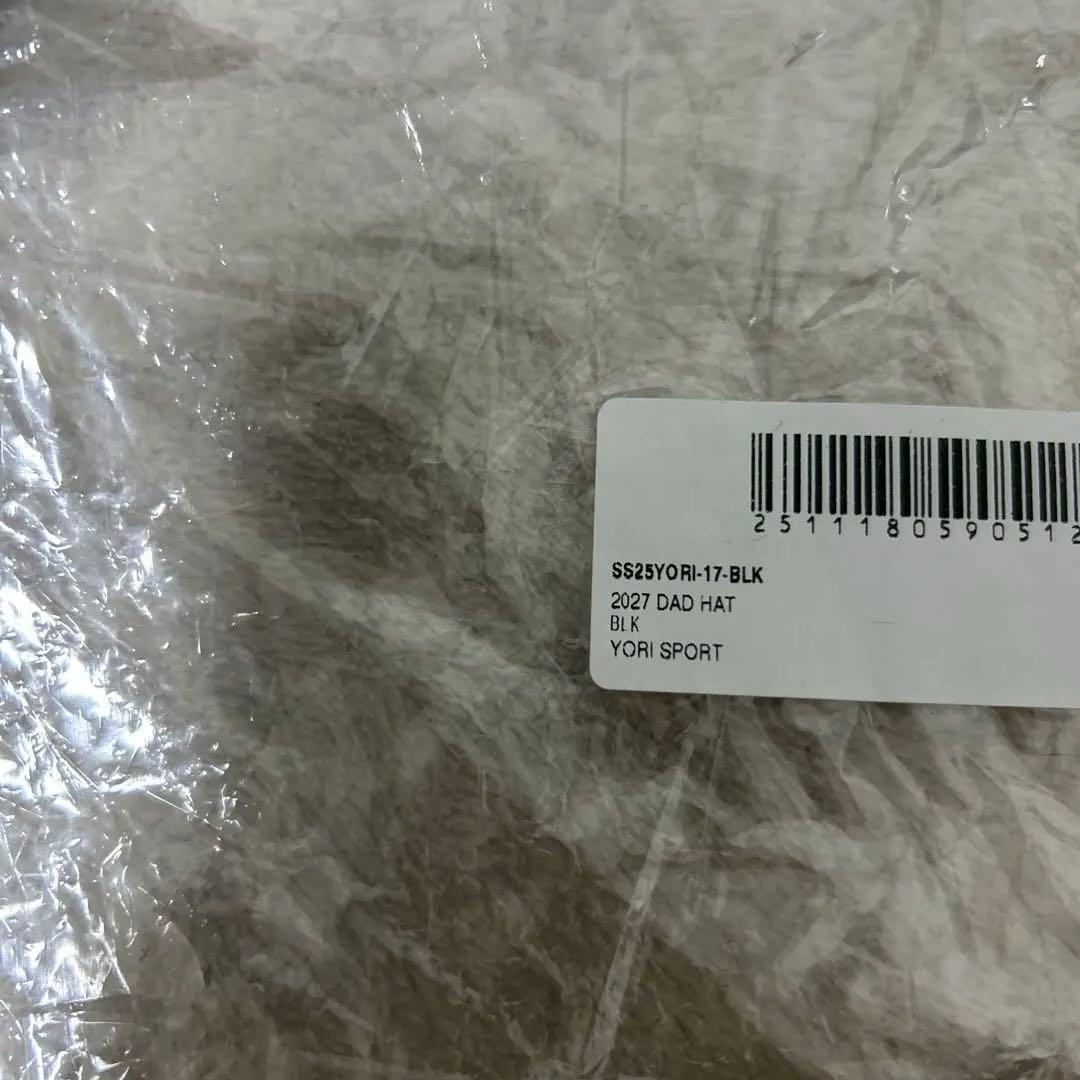 2511180590512
SS25YORI-17-BLK
2027 DAD HAT
BLK
YORI SPORT